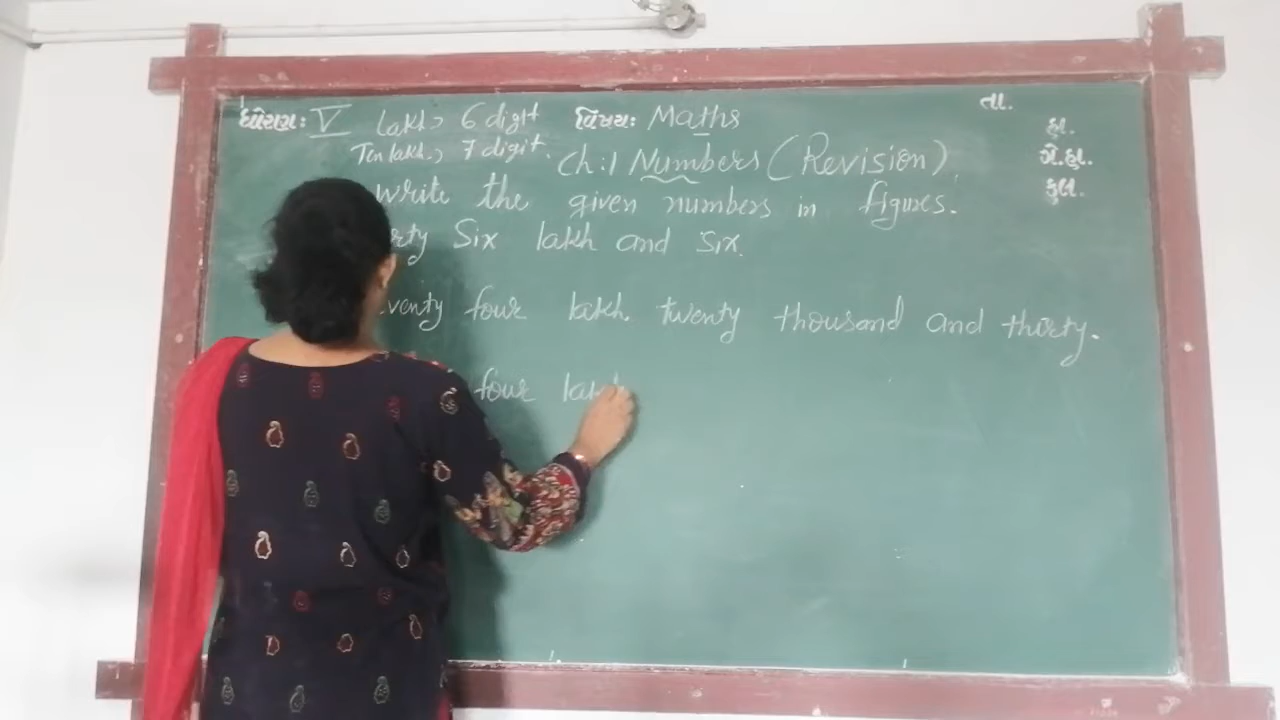 ધોરણ: V Lakh > 6 digit વિષય: Maths તા.
Ten lakh > 7 digit. Ch:1 Numbers (Revision) હા.
ગે.હા.
write the given numbers in figures. કુલ.
rty Six lakh and six.
venty four lakh twenty thousand and thirty.
four lakh